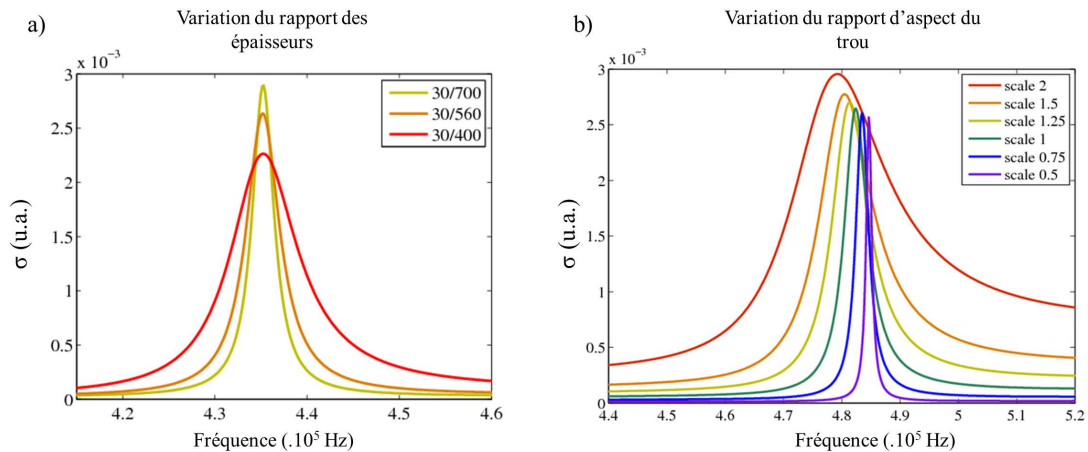 a)
Variation du rapport des
épaisseurs
x 10⁻³
3
2.5
2
1.5
1
0.5
0
σ (u.a.)
30/700
30/560
30/400
4.2
4.3
4.4
4.5
4.6
Fréquence (.10⁵ Hz)
b)
Variation du rapport d’aspect du
trou
x 10⁻³
3
2.5
2
1.5
1
0.5
0
σ (u.a.)
scale 2
scale 1.5
scale 1.25
scale 1
scale 0.75
scale 0.5
4.4
4.5
4.6
4.7
4.8
4.9
5
5.1
5.2
Fréquence (.10⁵ Hz)